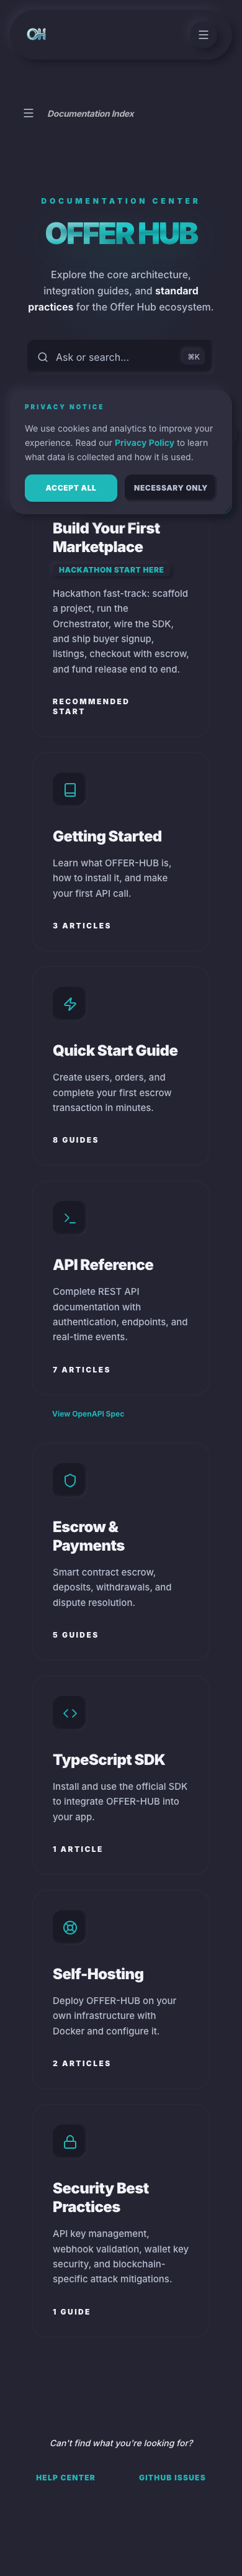 OH
Documentation Index
DOCUMENTATION CENTER
OFFER HUB
Explore the core architecture,
integration guides, and standard
practices for the Offer Hub ecosystem.
Ask or search... ⌘K
PRIVACY NOTICE
We use cookies and analytics to improve your
experience. Read our Privacy Policy to learn
what data is collected and how it is used.
ACCEPT ALL NECESSARY ONLY
Build Your First
Marketplace
HACKATHON START HERE
Hackathon fast-track: scaffold
a project, run the
Orchestrator, wire the SDK,
and ship buyer signup,
listings, checkout with escrow,
and fund release end to end.
RECOMMENDED
START
Getting Started
Learn what OFFER-HUB is,
how to install it, and make
your first API call.
3 ARTICLES
Quick Start Guide
Create users, orders, and
complete your first escrow
transaction in minutes.
8 GUIDES
API Reference
Complete REST API
documentation with
authentication, endpoints, and
real-time events.
7 ARTICLES
View OpenAPI Spec
Escrow &
Payments
Smart contract escrow,
deposits, withdrawals, and
dispute resolution.
5 GUIDES
TypeScript SDK
Install and use the official SDK
to integrate OFFER-HUB into
your app.
1 ARTICLE
Self-Hosting
Deploy OFFER-HUB on your
own infrastructure with
Docker and configure it.
2 ARTICLES
Security Best
Practices
API key management,
webhook validation, wallet key
security, and blockchain-
specific attack mitigations.
1 GUIDE
Can't find what you're looking for?
HELP CENTER GITHUB ISSUES